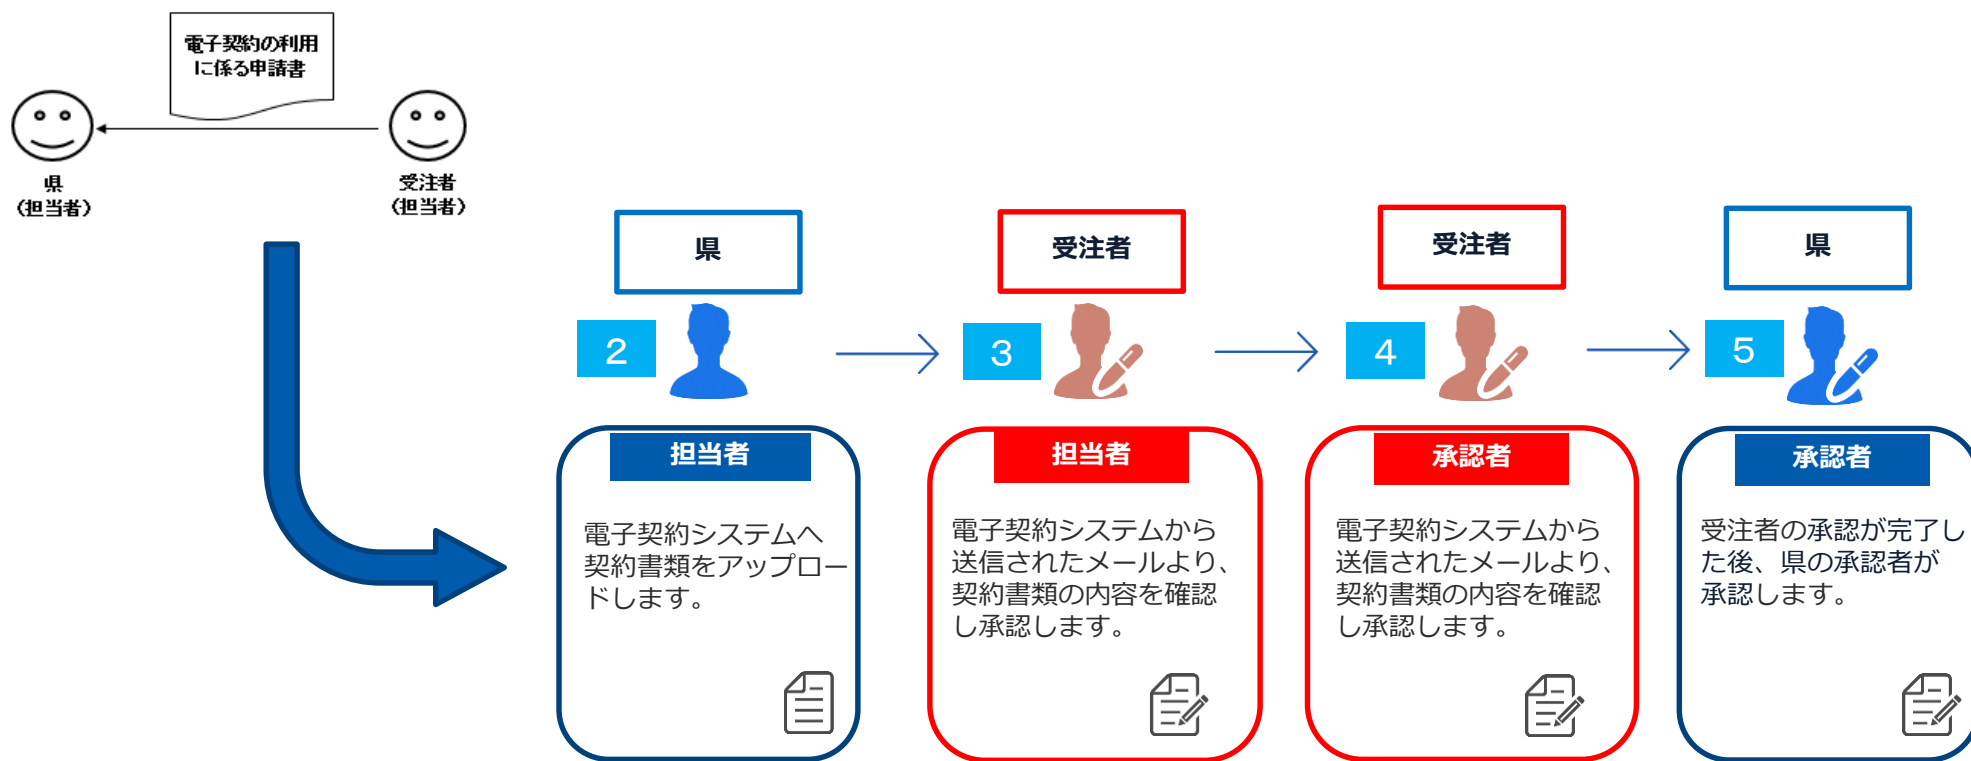 電子契約の利用
に係る申請書
県
（担当者）
受注者
（担当者）
県
2
担当者
電子契約システムへ
契約書類をアップロー
ドします。
受注者
3
担当者
電子契約システムから
送信されたメールより、
契約書類の内容を確認
し承認します。
受注者
4
承認者
電子契約システムから
送信されたメールより、
契約書類の内容を確認
し承認します。
県
5
承認者
受注者の承認が完了し
た後、県の承認者が
承認します。